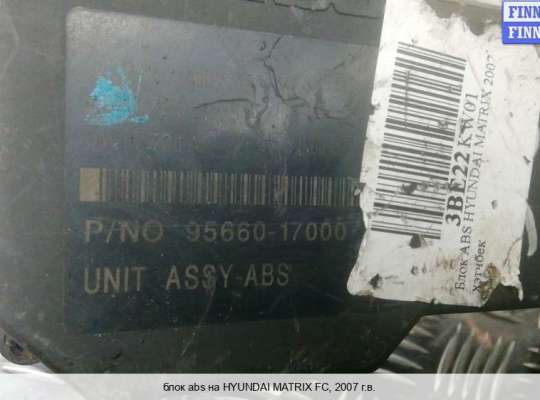 FINN
FINN
P/NO 95660-17000
UNIT ASSY-ABS
3BE22KW01
Блок ABS HYUNDAI MATRIX 2007
Хэтчбек
блок abs на HYUNDAI MATRIX FC, 2007 г.в.